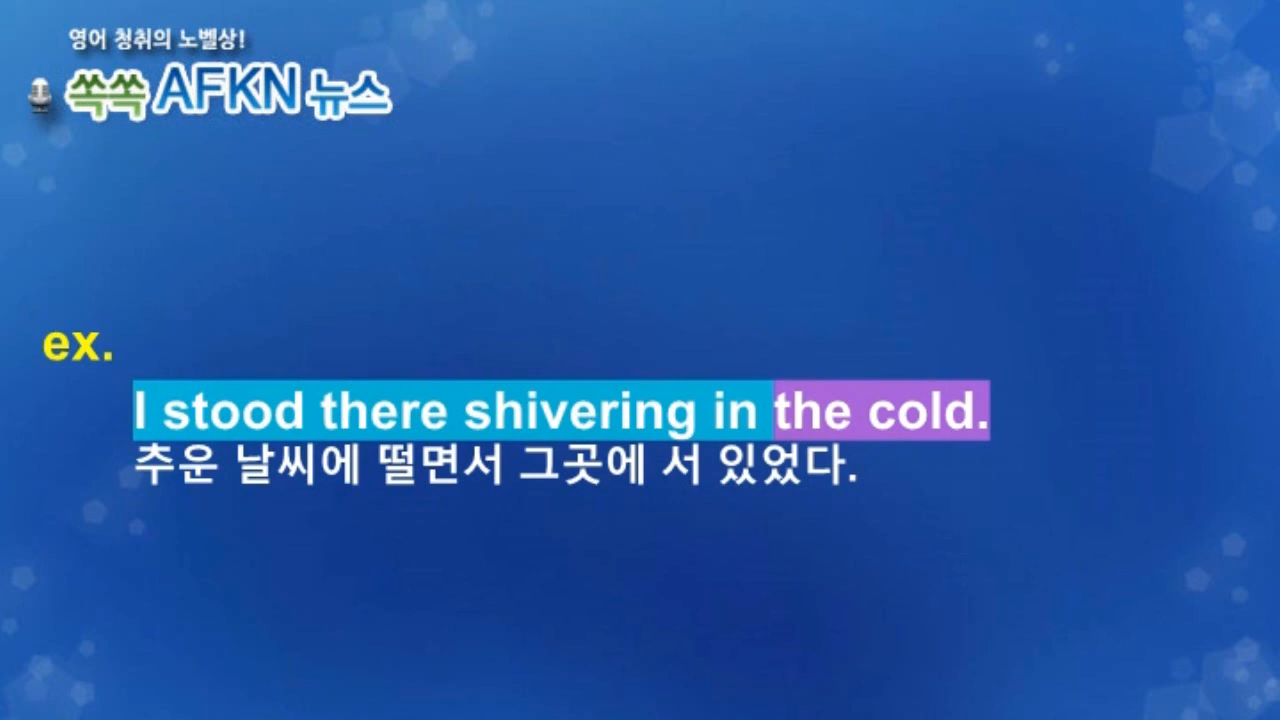 영어 청취의 노벨상!
쏙쏙 AFKN 뉴스
ex.
I stood there shivering in the cold.
추운 날씨에 떨면서 그곳에 서 있었다.